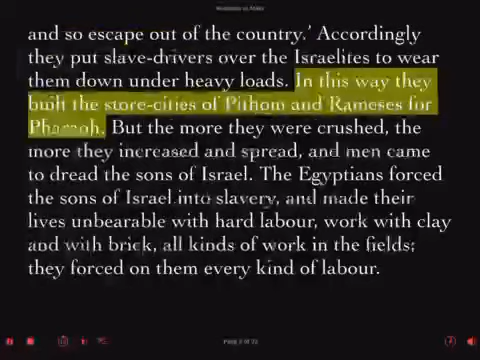 and so escape out of the country.' Accordingly
they put slave-drivers over the Israelites to wear
them down under heavy loads. In this way they
built the store-cities of Pithom and Rameses for
Pharaoh. But the more they were crushed, the
more they increased and spread, and men came
to dread the sons of Israel. The Egyptians forced
the sons of Israel into slavery, and made their
lives unbearable with hard labour, work with clay
and with brick, all kinds of work in the fields;
they forced on them every kind of labour.